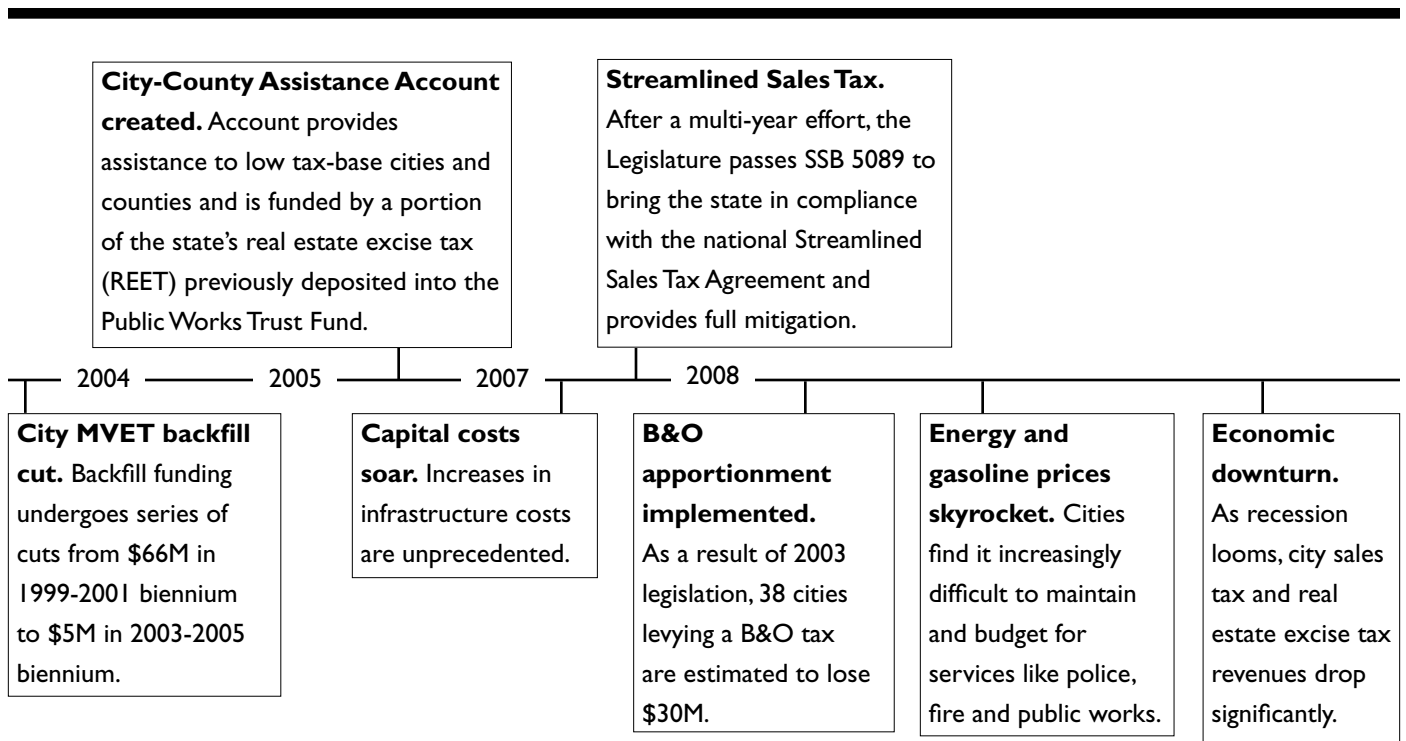 City-County Assistance Account
created. Account provides
assistance to low tax-base cities and
counties and is funded by a portion
of the state's real estate excise tax
(REET) previously deposited into the
Public Works Trust Fund.
Streamlined Sales Tax.
After a multi-year effort, the
Legislature passes SSB 5089 to
bring the state in compliance
with the national Streamlined
Sales Tax Agreement and
provides full mitigation.
2004 2005 2007 2008
City MVET backfill
cut. Backfill funding
undergoes series of
cuts from $66M in
1999-2001 biennium
to $5M in 2003-2005
biennium.
Capital costs
soar. Increases in
infrastructure costs
are unprecedented.
B&O
apportionment
implemented.
As a result of 2003
legislation, 38 cities
levying a B&O tax
are estimated to lose
$30M.
Energy and
gasoline prices
skyrocket. Cities
find it increasingly
difficult to maintain
and budget for
services like police,
fire and public works.
Economic
downturn.
As recession
looms, city sales
tax and real
estate excise tax
revenues drop
significantly.